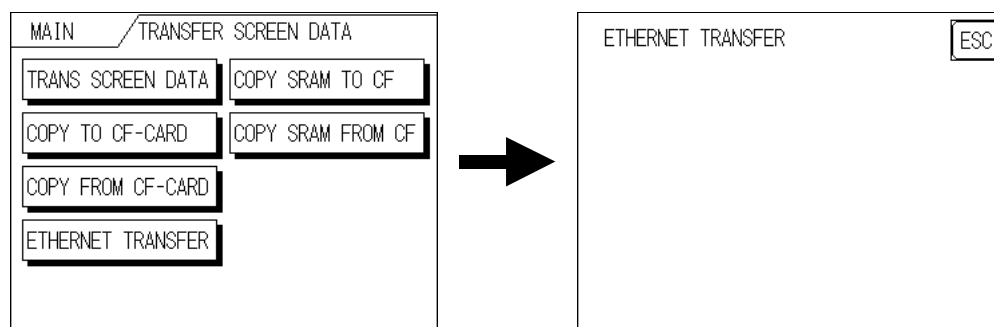 MAIN TRANSFER SCREEN DATA
TRANS SCREEN DATA COPY SRAM TO CF
COPY TO CF-CARD COPY SRAM FROM CF
COPY FROM CF-CARD
ETHERNET TRANSFER
ETHERNET TRANSFER ESC